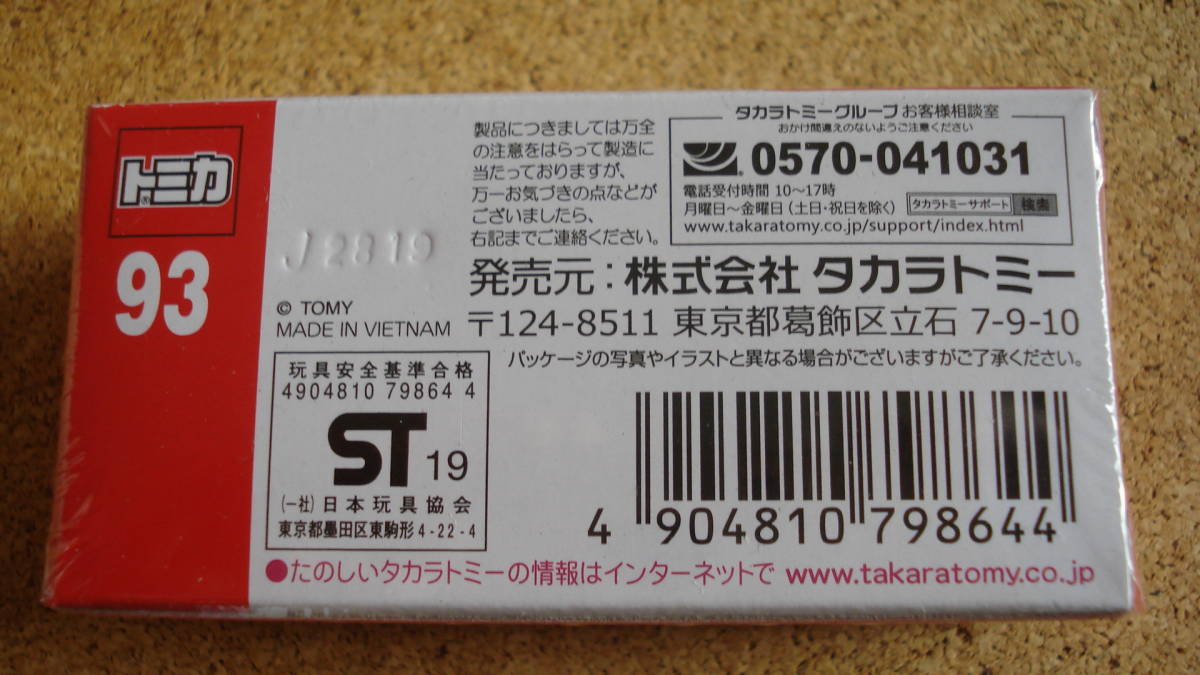 トミカ
®
93
J2819
© TOMY
MADE IN VIETNAM
玩具安全基準合格
4904810 79864 4
ST 19
(一社)日本玩具協会
東京都墨田区東駒形4-22-4
製品につきましては万全
の注意をはらって製造に
当たっておりますが、
万一お気づきの点などが
ございましたら、
右記までご連絡ください。
タカラトミーグループ お客様相談室
おかけ間違えのないようご注意ください
0570-041031
電話受付時間 10〜17時
月曜日〜金曜日(土日・祝日を除く)
タカラトミーサポート 検索
www.takaratomy.co.jp/support/index.html
発売元:株式会社 タカラトミー
〒124-8511 東京都葛飾区立石 7-9-10
パッケージの写真やイラストと異なる場合がございますがご了承ください。
4 904810 798644
●たのしいタカラトミーの情報はインターネットで www.takaratomy.co.jp